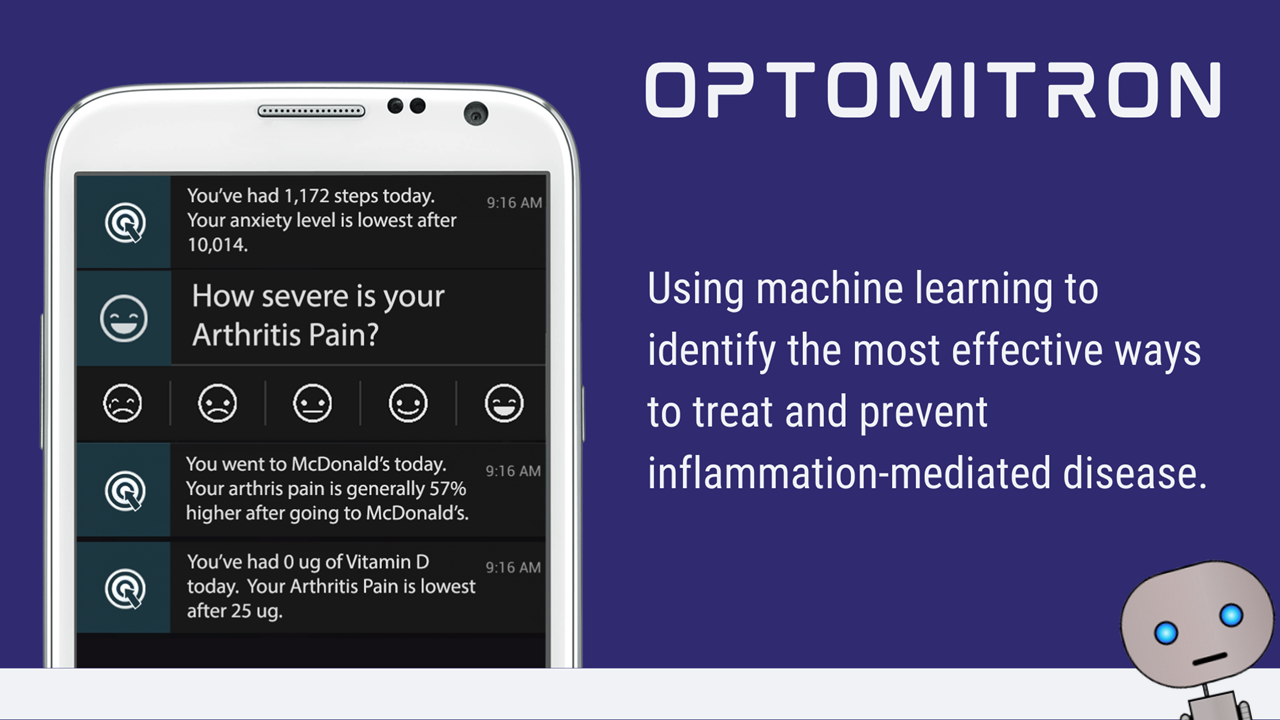 OPTOMITRON
You've had 1,172 steps today.
Your anxiety level is lowest after
10,014.
9:16 AM
How severe is your
Arthritis Pain?
You went to McDonald's today.
Your arthris pain is generally 57%
higher after going to McDonald's.
9:16 AM
You've had 0 ug of Vitamin D
today.  Your Arthritis Pain is lowest
after 25 ug.
9:16 AM
Using machine learning to
identify the most effective ways
to treat and prevent
inflammation-mediated disease.